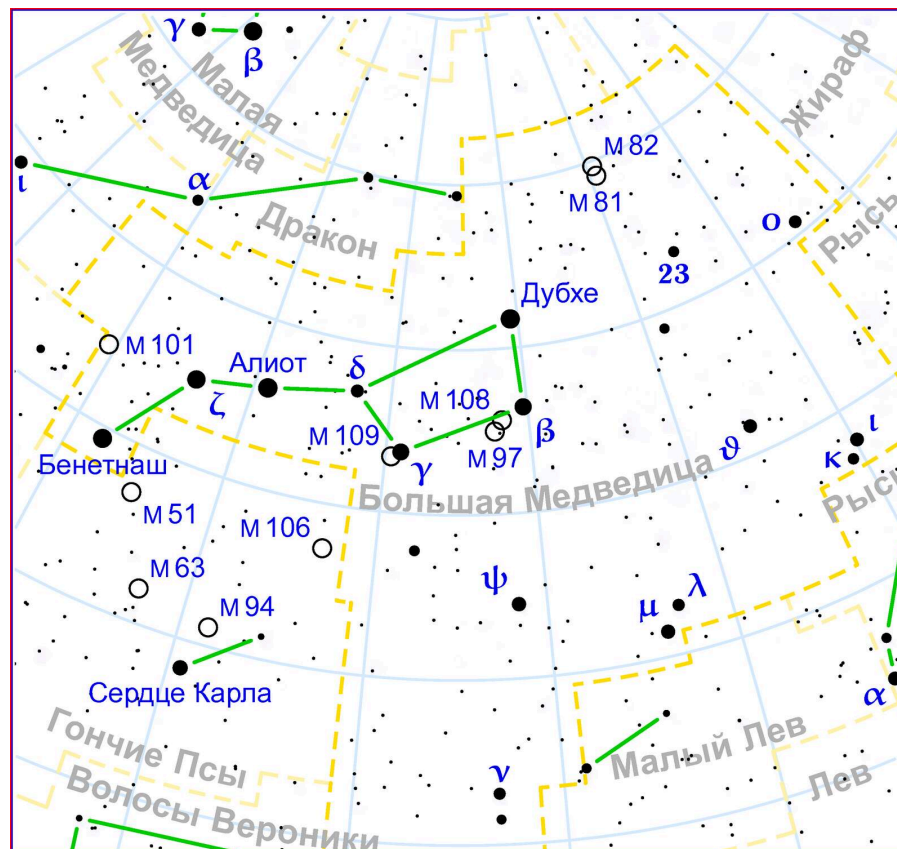 γ
β
Малая
Медведица
Жираф
M 82
M 81
ι
α
Дракон
ο
Рысь
23
Дубхе
M 101
Алиот
δ
ζ
M 108
β
M 109
γ
M 97
ϑ
ι
κ
Бенетнаш
Большая Медведица
Рысь
M 51
M 106
M 63
ψ
λ
μ
M 94
Сердце Карла
α
Гончие Псы
Малый Лев
ν
Лев
Волосы Вероники